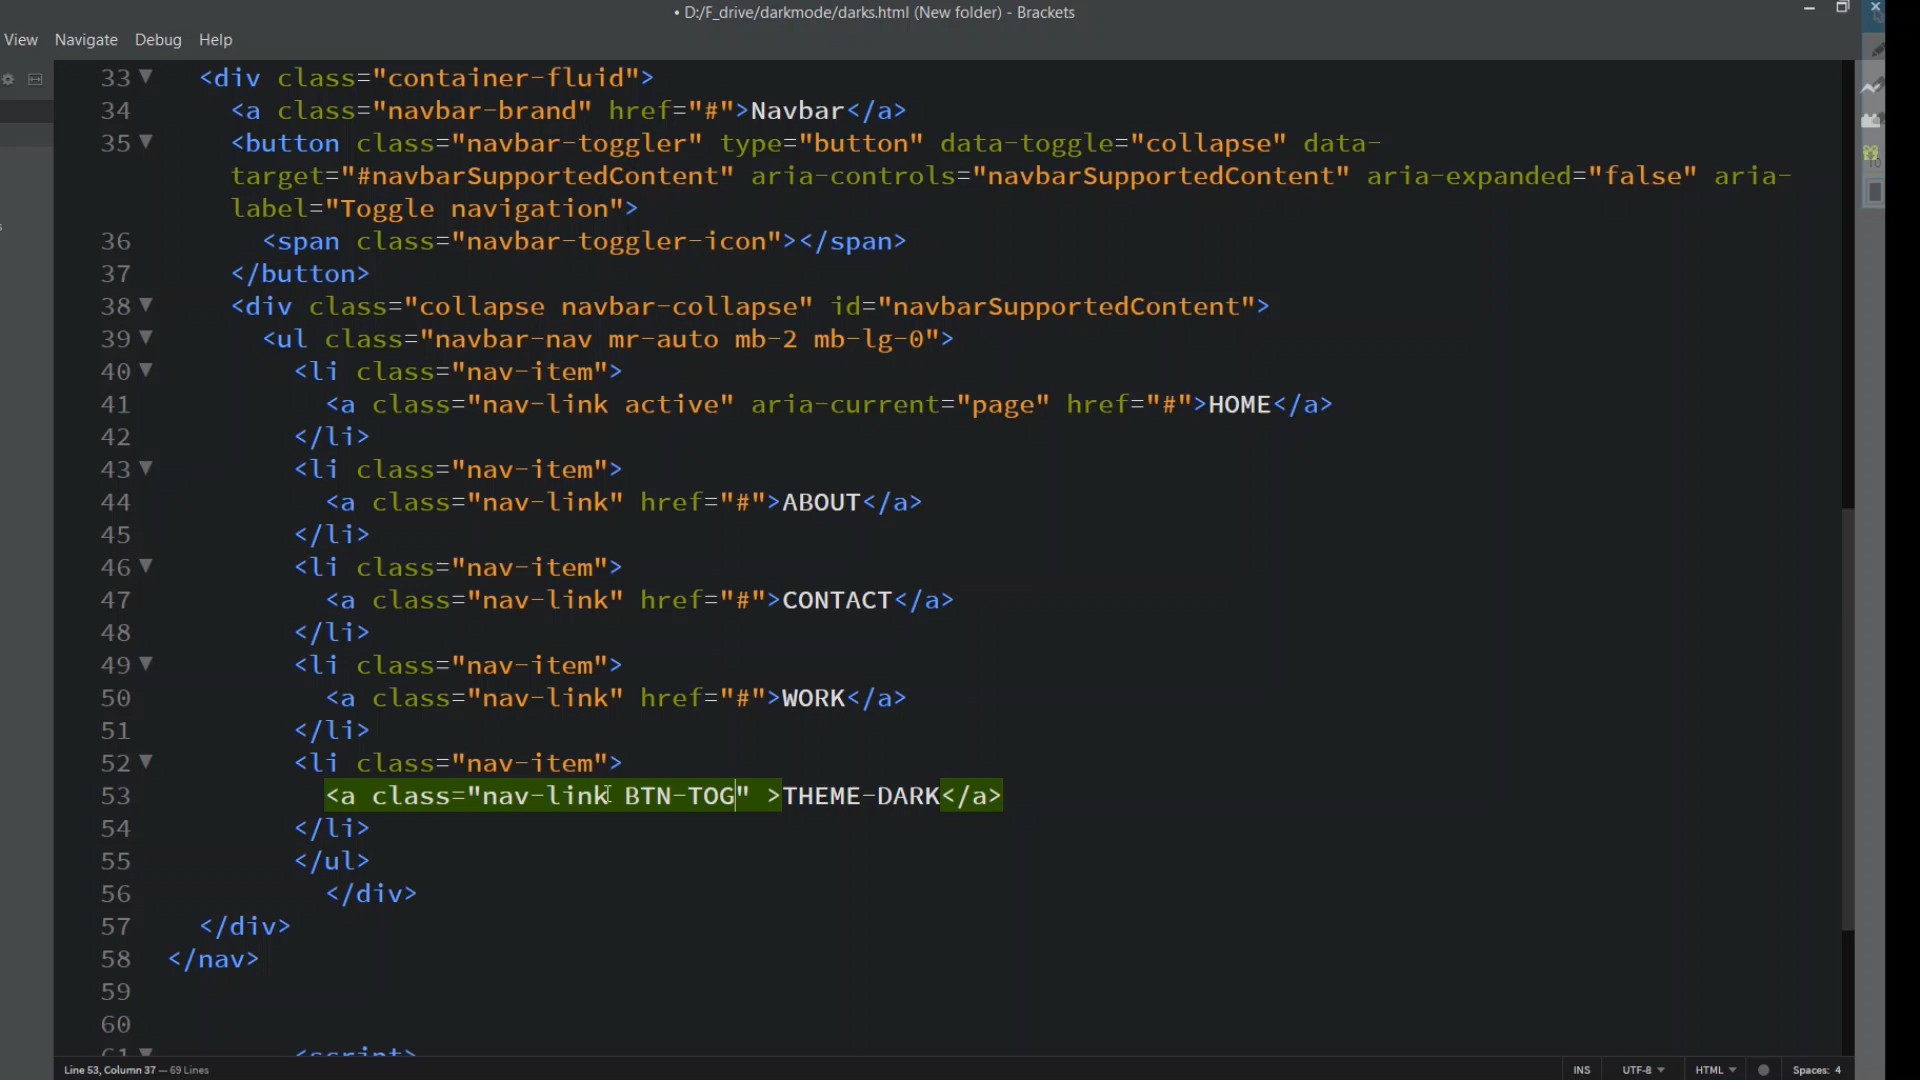 • D:/F_drive/darkmode/darks.html (New folder) - Brackets
View Navigate Debug Help
33 <div class="container-fluid">
34 <a class="navbar-brand" href="#">Navbar</a>
35 <button class="navbar-toggler" type="button" data-toggle="collapse" data-
target="#navbarSupportedContent" aria-controls="navbarSupportedContent" aria-expanded="false" aria-
label="Toggle navigation">
36 <span class="navbar-toggler-icon"></span>
37 </button>
38 <div class="collapse navbar-collapse" id="navbarSupportedContent">
39 <ul class="navbar-nav mr-auto mb-2 mb-lg-0">
40 <li class="nav-item">
41 <a class="nav-link active" aria-current="page" href="#">HOME</a>
42 </li>
43 <li class="nav-item">
44 <a class="nav-link" href="#">ABOUT</a>
45 </li>
46 <li class="nav-item">
47 <a class="nav-link" href="#">CONTACT</a>
48 </li>
49 <li class="nav-item">
50 <a class="nav-link" href="#">WORK</a>
51 </li>
52 <li class="nav-item">
53 <a class="nav-link BTN-TOG" >THEME-DARK</a>
54 </li>
55 </ul>
56 </div>
57 </div>
58 </nav>
59
60
61 <script>
Line 53, Column 37 — 69 Lines
INS UTF-8 HTML Spaces: 4